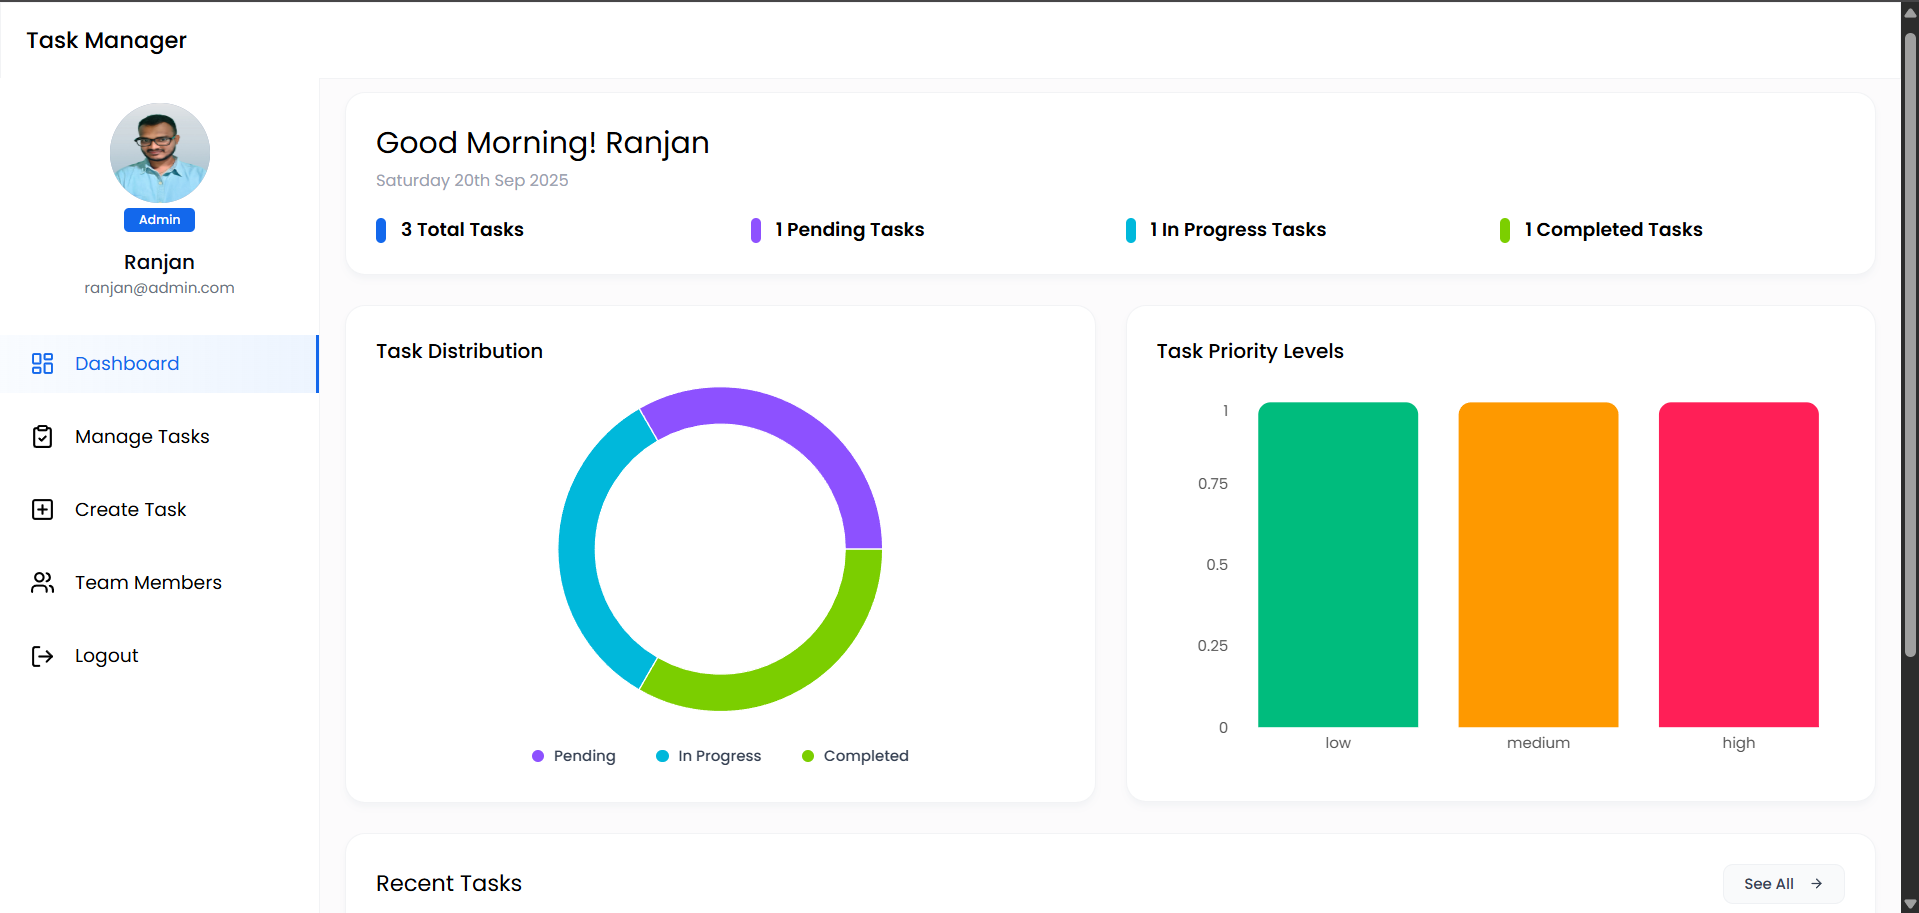 Task Manager
Admin
Ranjan
ranjan@admin.com
Dashboard
Manage Tasks
Create Task
Team Members
Logout
Good Morning! Ranjan
Saturday 20th Sep 2025
3 Total Tasks
1 Pending Tasks
1 In Progress Tasks
1 Completed Tasks
Task Distribution
Pending
In Progress
Completed
Task Priority Levels
1
0.75
0.5
0.25
0
low
medium
high
Recent Tasks
See All